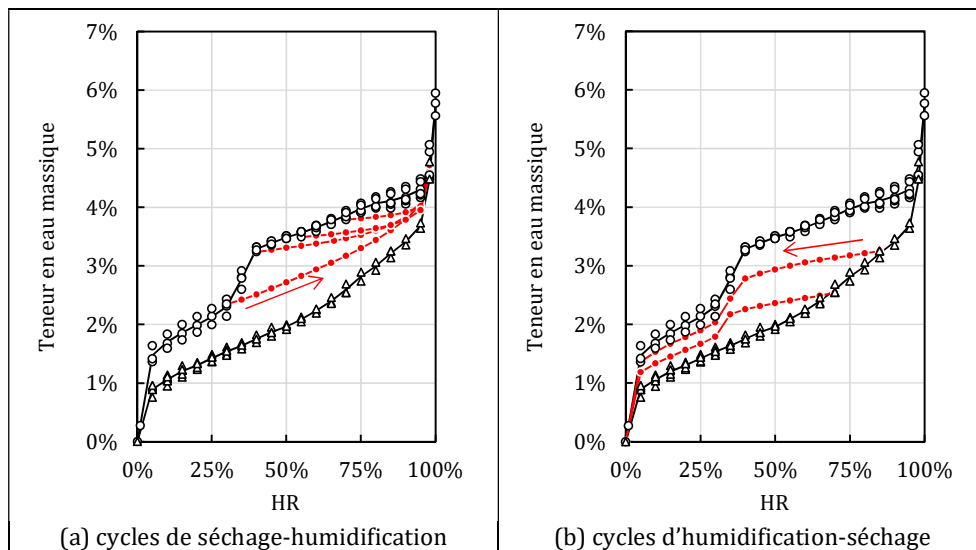 7%
6%
5%
4%
3%
2%
1%
0%
Teneur en eau massique
0% 25% 50% 75% 100%
HR
(a) cycles de séchage-humidification
7%
6%
5%
4%
3%
2%
1%
0%
Teneur en eau massique
0% 25% 50% 75% 100%
HR
(b) cycles d'humidification-séchage